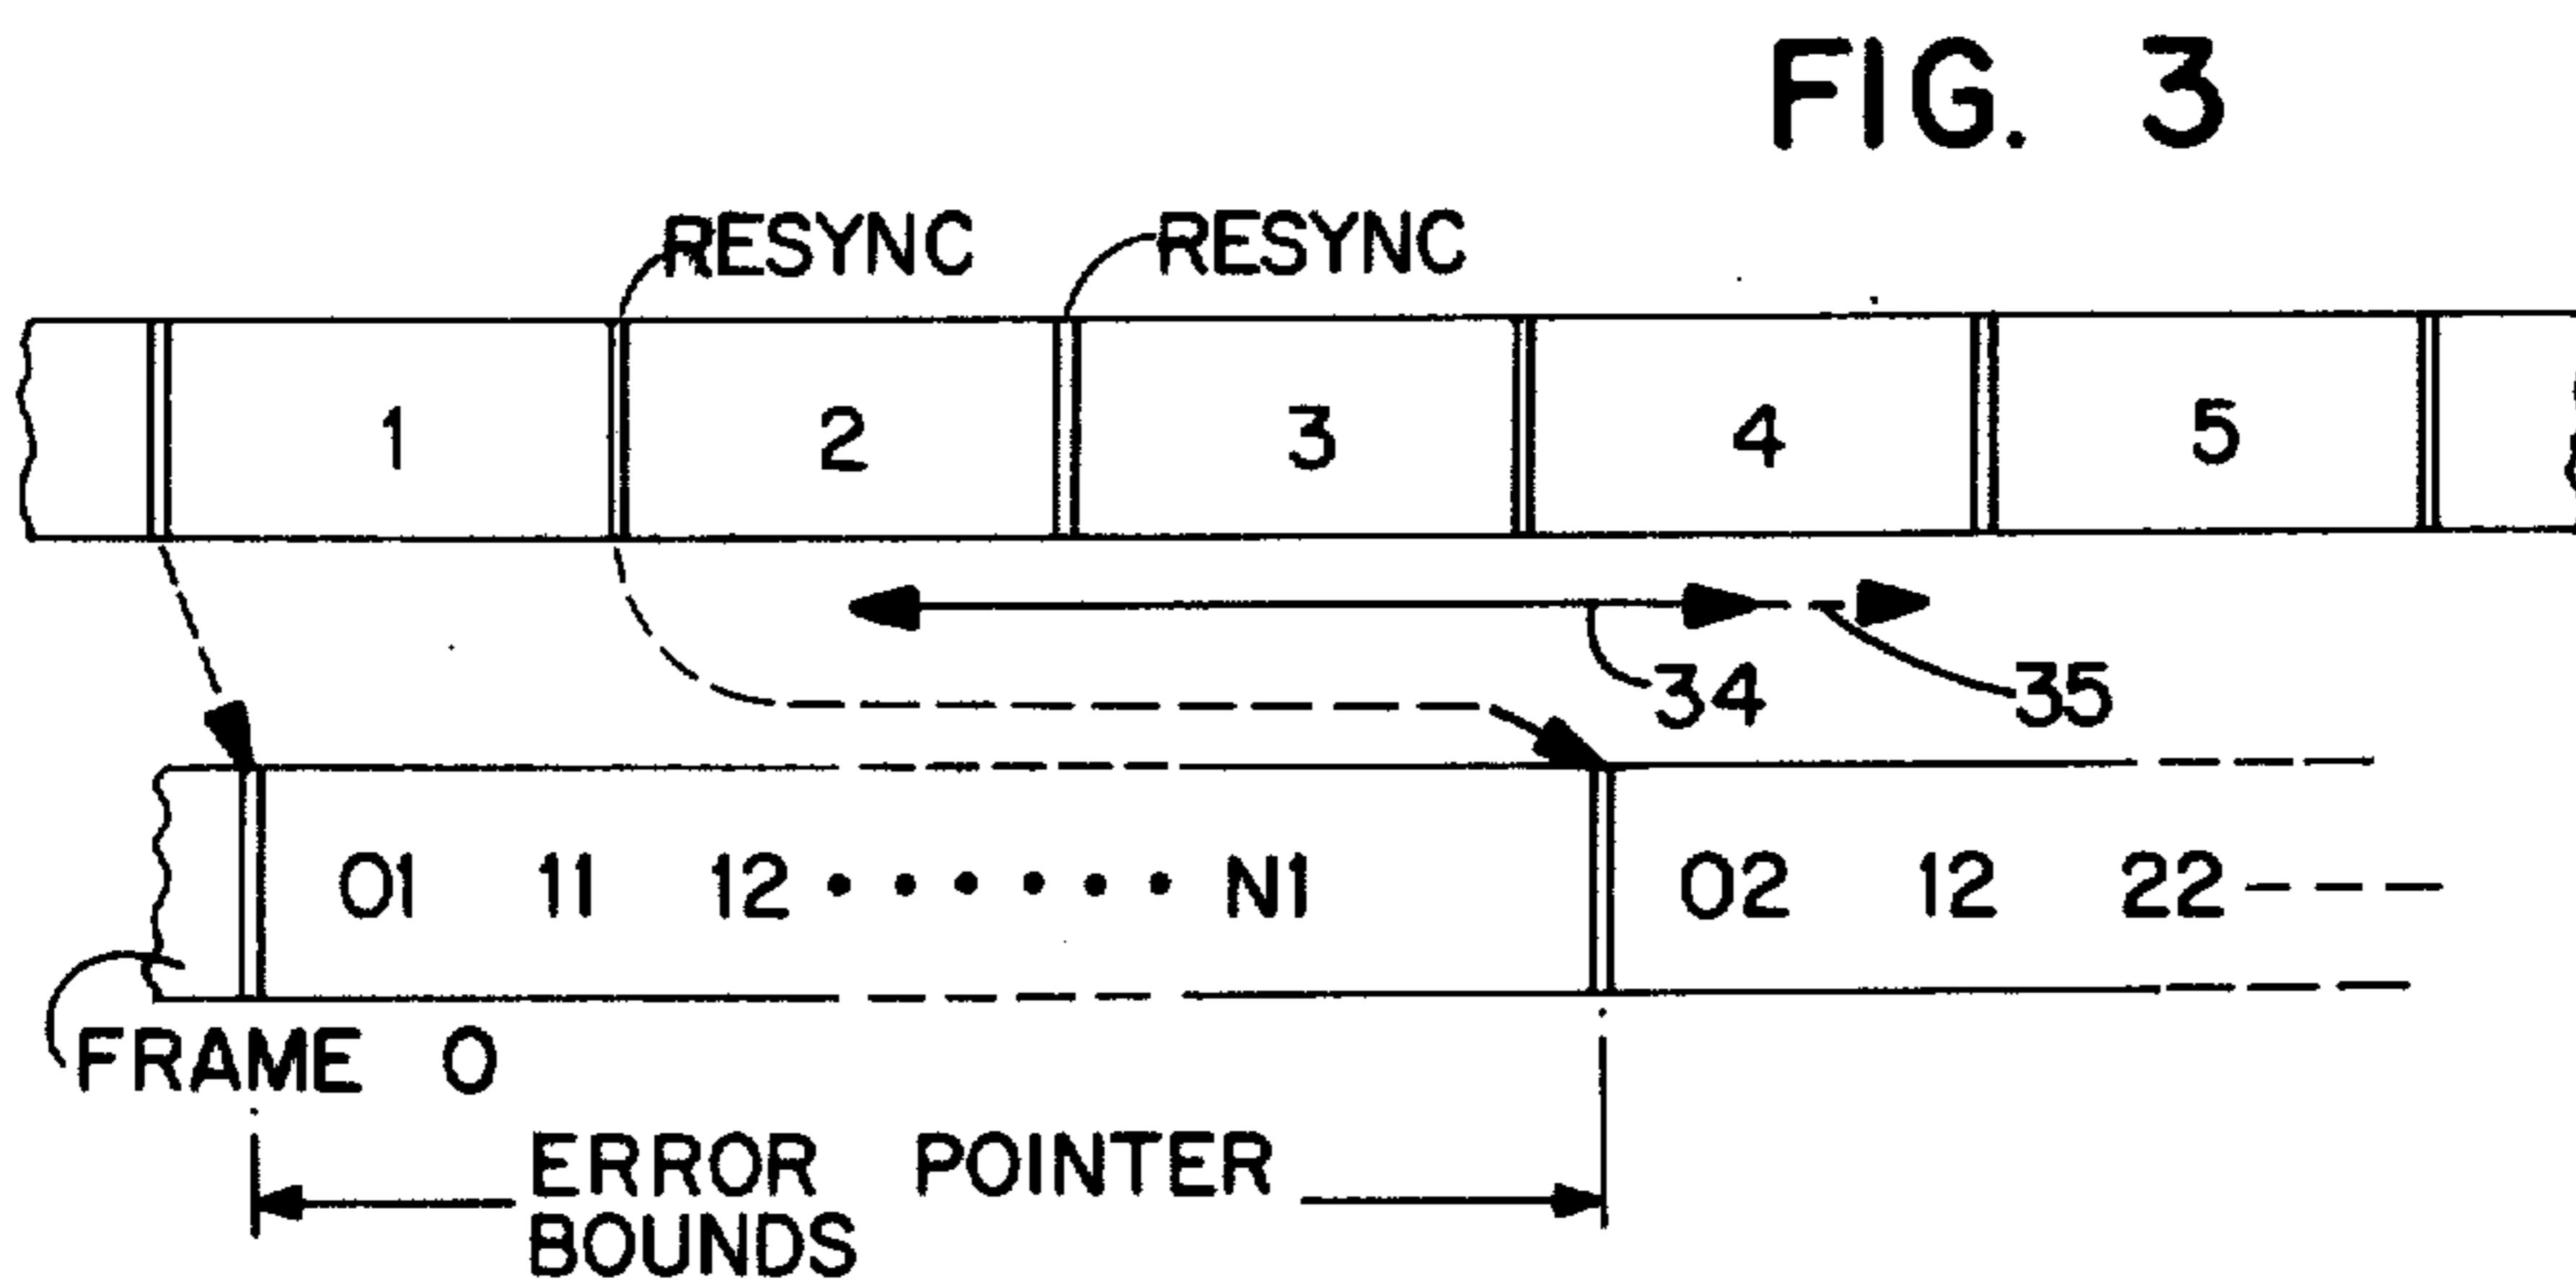 FIG. 3
RESYNC RESYNC
1 2 3 4 5
34 35
01 11 12 • • • • • • N1 02 12 22 – – –
FRAME 0
ERROR POINTER
BOUNDS